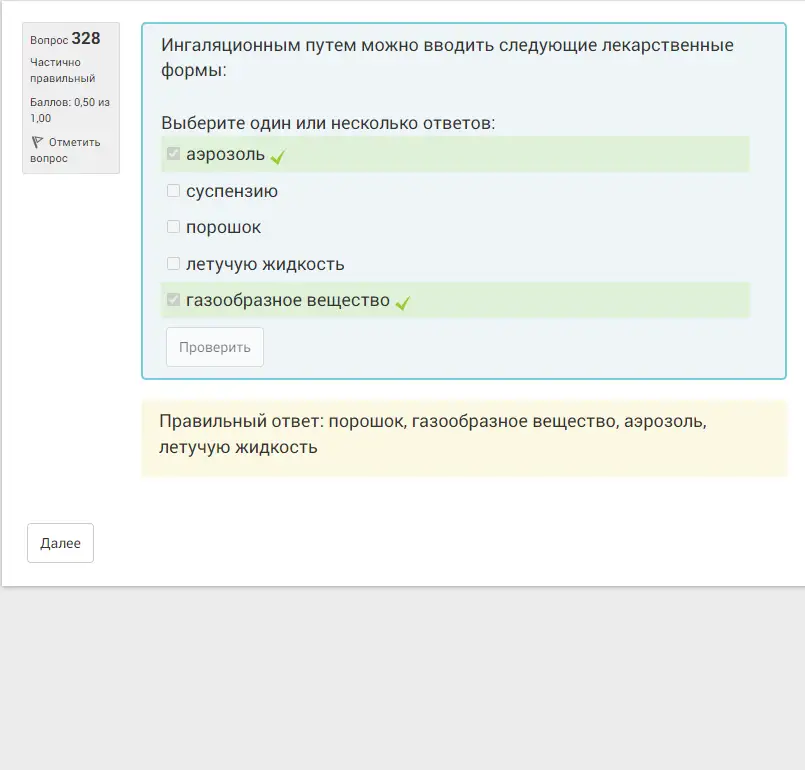 Вопрос 328
Частично
правильный
Баллов: 0,50 из
1,00
Отметить
вопрос
Ингаляционным путем можно вводить следующие лекарственные
формы:
Выберите один или несколько ответов:
аэрозоль
суспензию
порошок
летучую жидкость
газообразное вещество
Проверить
Правильный ответ: порошок, газообразное вещество, аэрозоль,
летучую жидкость
Далее